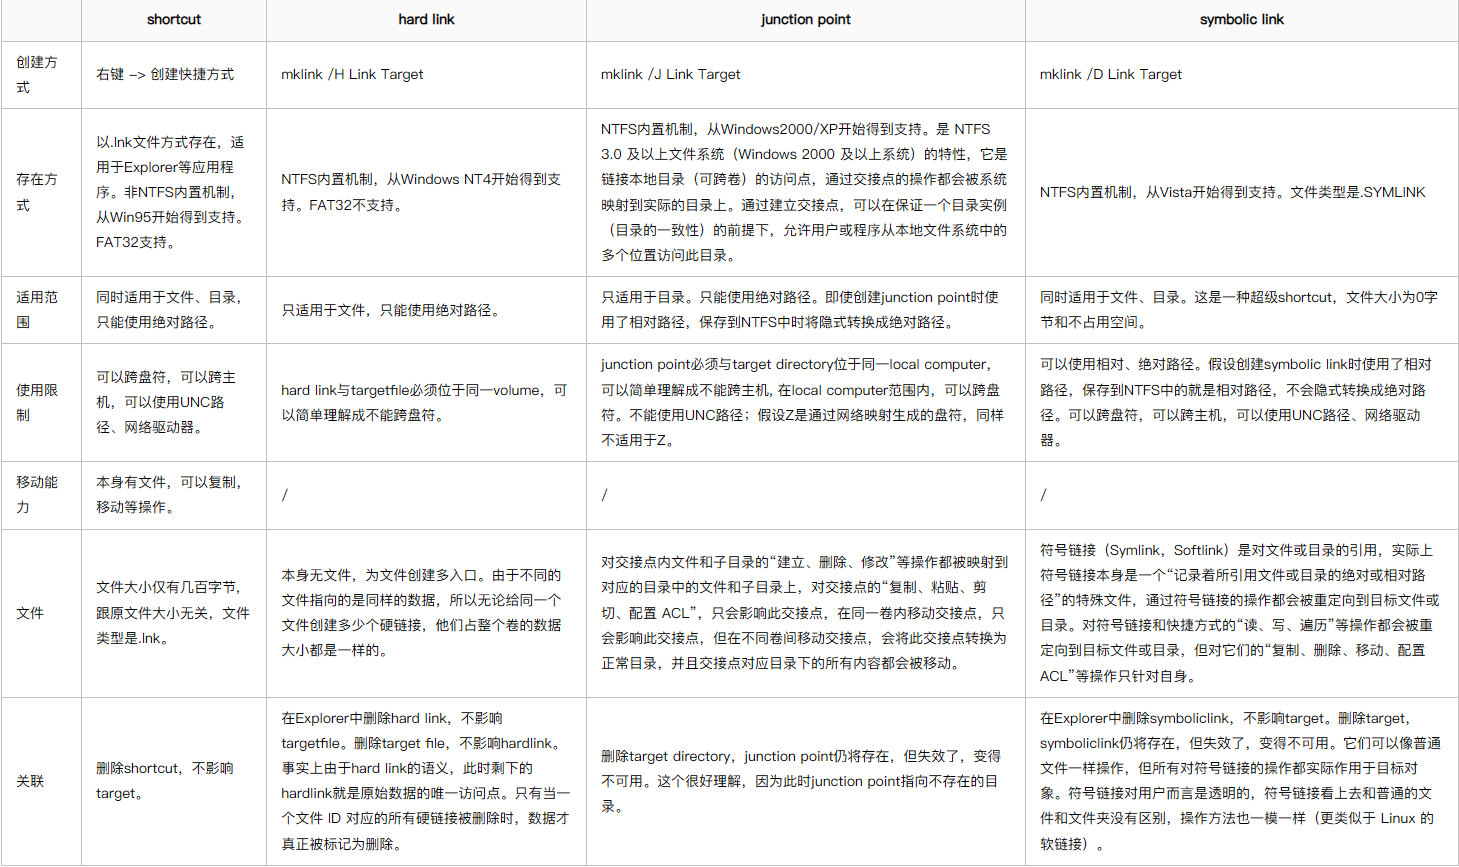 shortcut
hard link
junction point
symbolic link
创建方
式
右键 -> 创建快捷方式
mklink /H Link Target
mklink /J Link Target
mklink /D Link Target
存在方
式
以.lnk文件方式存在，适
用于Explorer等应用程
序。非NTFS内置机制，
从Win95开始得到支持。
FAT32支持。
NTFS内置机制，从Windows NT4开始得到支
持。FAT32不支持。
NTFS内置机制，从Windows2000/XP开始得到支持。是 NTFS
3.0 及以上文件系统（Windows 2000 及以上系统）的特性，它是
链接本地目录（可跨卷）的访问点，通过交接点的操作都会被系统
映射到实际的目录上。通过建立交接点，可以在保证一个目录实例
（目录的一致性）的前提下，允许用户或程序从本地文件系统中的
多个位置访问此目录。
NTFS内置机制，从Vista开始得到支持。文件类型是.SYMLINK
适用范
围
同时适用于文件、目录，
只能使用绝对路径。
只适用于文件，只能使用绝对路径。
只适用于目录。只能使用绝对路径。即使创建junction point时使
用了相对路径，保存到NTFS中时将隐式转换成绝对路径。
同时适用于文件、目录。这是一种超级shortcut，文件大小为0字
节和不占用空间。
使用限
制
可以跨盘符，可以跨主
机，可以使用UNC路
径、网络驱动器。
hard link与targetfile必须位于同一volume，可
以简单理解成不能跨盘符。
junction point必须与target directory位于同一local computer，
可以简单理解成不能跨主机, 在local computer范围内，可以跨盘
符。不能使用UNC路径；假设Z是通过网络映射生成的盘符，同样
不适用于Z。
可以使用相对、绝对路径。假设创建symbolic link时使用了相对
路径，保存到NTFS中的就是相对路径，不会隐式转换成绝对路
径。可以跨盘符，可以跨主机，可以使用UNC路径、网络驱动
器。
移动能
力
本身有文件，可以复制，
移动等操作。
/
/
/
文件
文件大小仅有几百字节，
跟原文件大小无关，文件
类型是.lnk。
本身无文件，为文件创建多入口。由于不同的
文件指向的是同样的数据，所以无论给同一个
文件创建多少个硬链接，他们占整个卷的数据
大小都是一样的。
对交接点内文件和子目录的“建立、删除、修改”等操作都被映射到
对应的目录中的文件和子目录上，对交接点的“复制、粘贴、剪
切、配置 ACL”，只会影响此交接点，在同一卷内移动交接点，只
会影响此交接点，但在不同卷间移动交接点，会将此交接点转换为
正常目录，并且交接点对应目录下的所有内容都会被移动。
符号链接（Symlink，Softlink）是对文件或目录的引用，实际上
符号链接本身是一个“记录着所引用文件或目录的绝对或相对路
径”的特殊文件，通过符号链接的操作都会被重定向到目标文件或
目录。对符号链接和快捷方式的“读、写、遍历”等操作都会被重
定向到目标文件或目录，但对它们的“复制、删除、移动、配置
ACL”等操作只针对自身。
关联
删除shortcut，不影响
target。
在Explorer中删除hard link，不影响
targetfile。删除target file，不影响hardlink。
事实上由于hard link的语义，此时剩下的
hardlink就是原始数据的唯一访问点。只有当一
个文件 ID 对应的所有硬链接被删除时，数据才
真正被标记为删除。
删除target directory，junction point仍将存在，但失效了，变得
不可用。这个很好理解，因为此时junction point指向不存在的目
录。
在Explorer中删除symboliclink，不影响target。删除target，
symboliclink仍将存在，但失效了，变得不可用。它们可以像普通
文件一样操作，但所有对符号链接的操作都实际作用于目标对
象。符号链接对用户而言是透明的，符号链接看上去和普通的文
件和文件夹没有区别，操作方法也一模一样（更类似于 Linux 的
软链接）。